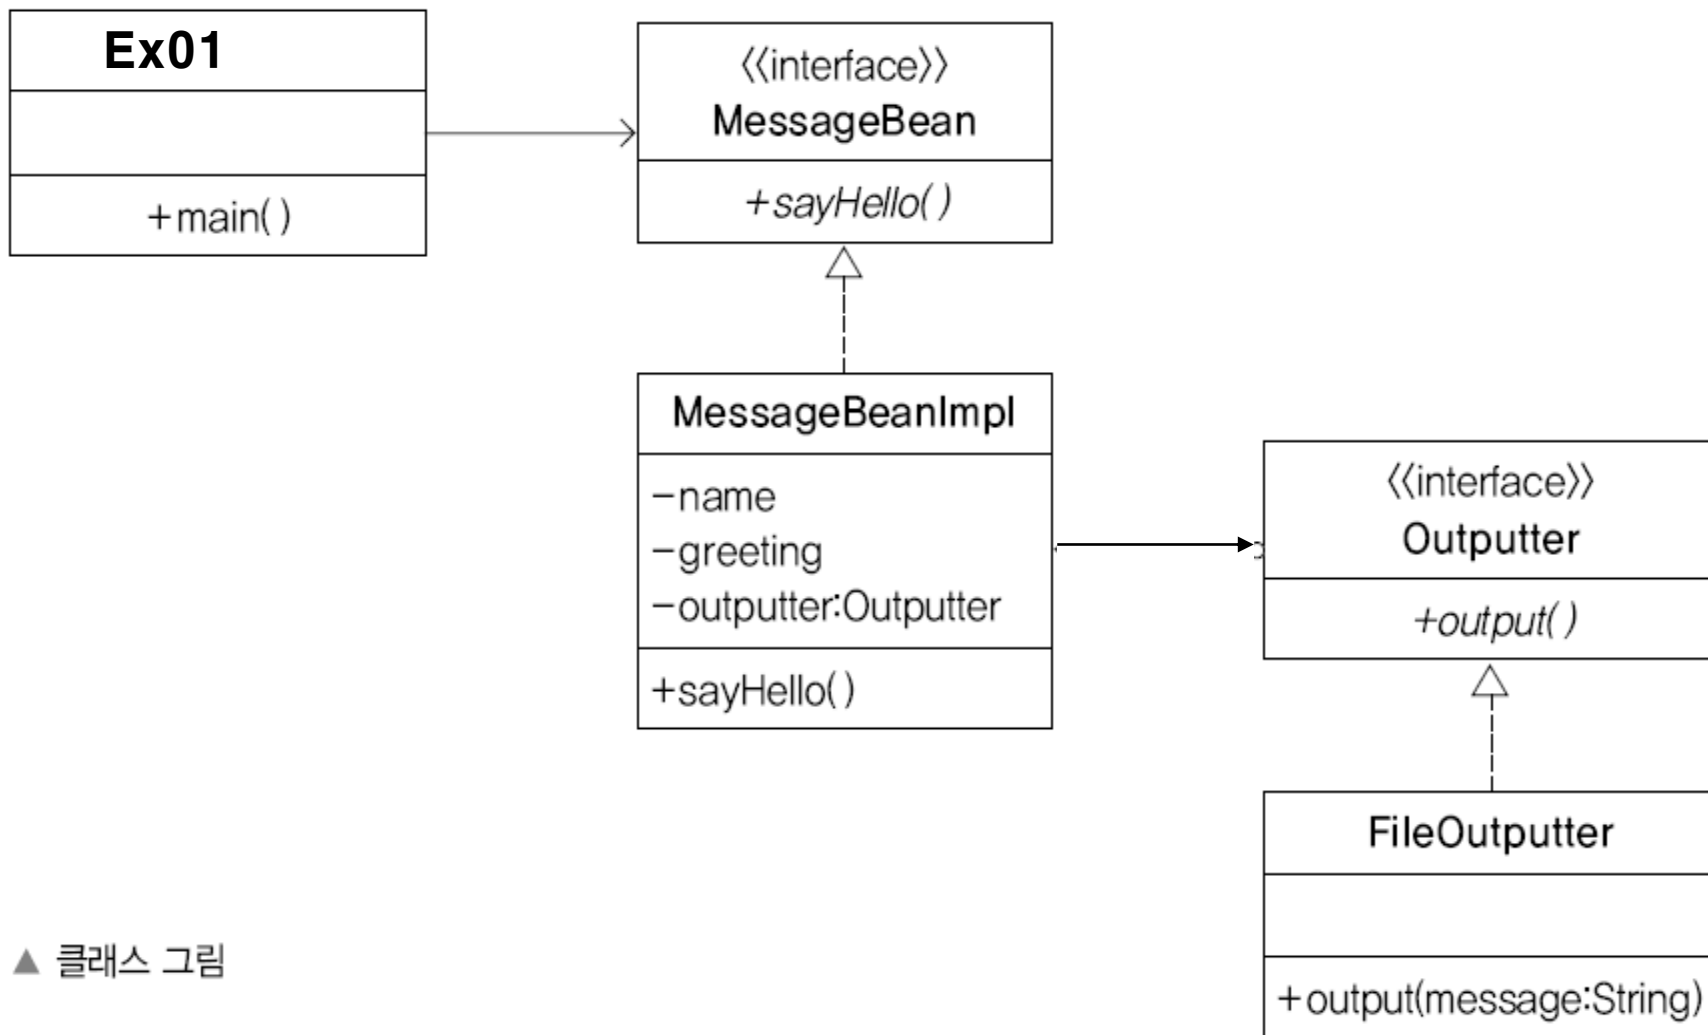 Ex01
+main()
《interface》
MessageBean
+sayHello()
MessageBeanImpl
-name
-greeting
-outputter:Outputter
+sayHello()
《interface》
Outputter
+output()
FileOutputter
+output(message:String)
▲ 클래스 그림